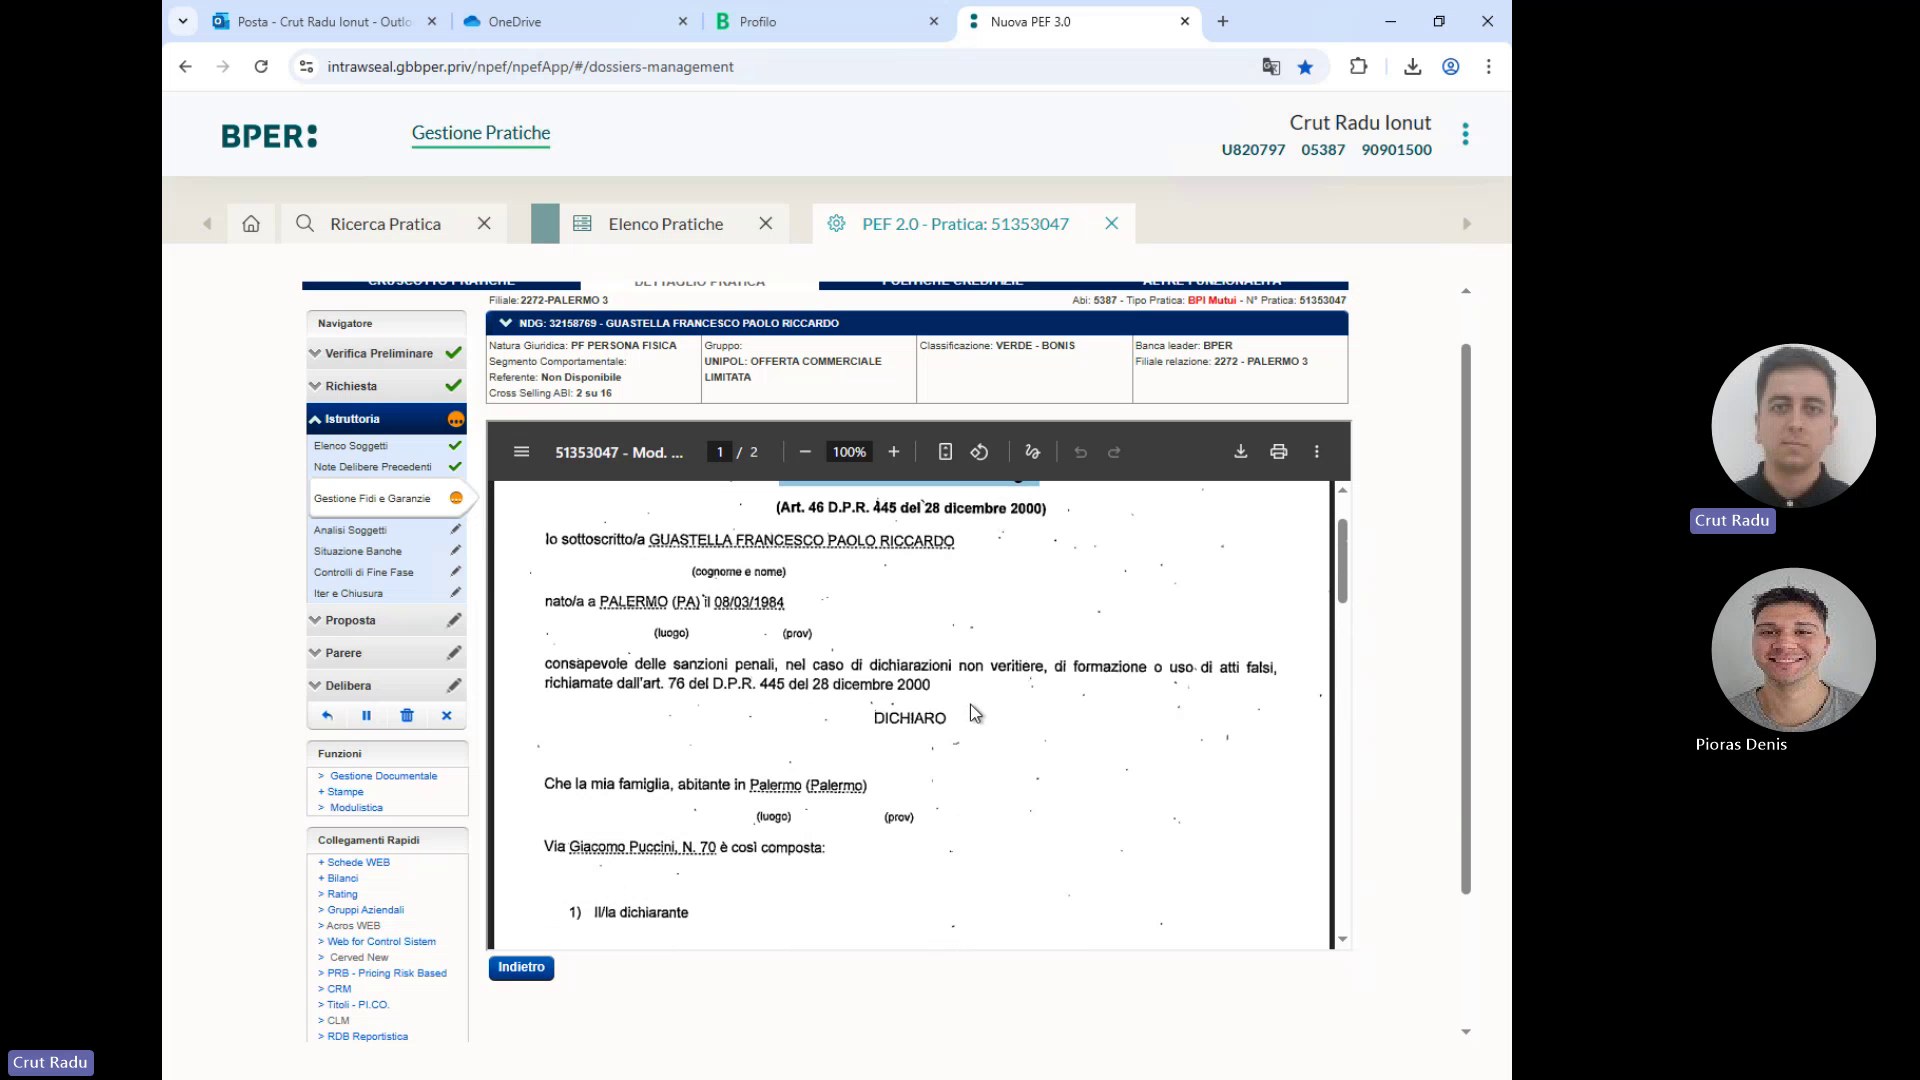 Posta - Crut Radu Ionut - Outlo
OneDrive
Profilo
Nuova PEF 3.0
intrawseal.gbbper.priv/npef/npefApp/#/dossiers-management
BPER:
Gestione Pratiche
Crut Radu Ionut
U820797 05387 90901500
Ricerca Pratica
Elenco Pratiche
PEF 2.0 - Pratica: 51353047
CRUSCOTTO PRATICHE
DETTAGLIO PRATICA
POLITICHE CREDITIZIE
ALTRE FUNZIONALITÀ
Filiale: 2272-PALERMO 3
Abi: 5387 - Tipo Pratica: BPI Mutui - N° Pratica: 51353047
NDG: 32158769 - GUASTELLA FRANCESCO PAOLO RICCARDO
Natura Giuridica: PF PERSONA FISICA
Segmento Comportamentale:
Referente: Non Disponibile
Cross Selling ABI: 2 su 16
Gruppo:
UNIPOL: OFFERTA COMMERCIALE
LIMITATA
Classificazione: VERDE - BONIS
Banca leader: BPER
Filiale relazione: 2272 - PALERMO 3
Navigatore
Verifica Preliminare
Richiesta
Istruttoria
Elenco Soggetti
Note Delibere Precedenti
Gestione Fidi e Garanzie
Analisi Soggetti
Situazione Banche
Controlli di Fine Fase
Iter e Chiusura
Proposta
Parere
Delibera
Funzioni
> Gestione Documentale
+ Stampe
> Modulistica
Collegamenti Rapidi
+ Schede WEB
+ Bilanci
> Rating
> Gruppi Aziendali
> Acros WEB
> Web for Control Sistem
> Cerved New
> PRB - Pricing Risk Based
> CRM
> Titoli - PI.CO.
> CLM
> RDB Reportistica
51353047 - Mod. ...
1 / 2
100%
(Art. 46 D.P.R. 445 del 28 dicembre 2000)
Io sottoscritto/a GUASTELLA FRANCESCO PAOLO RICCARDO
(cognome e nome)
nato/a a PALERMO (PA) il 08/03/1984
(luogo) (prov)
consapevole delle sanzioni penali, nel caso di dichiarazioni non veritiere, di formazione o uso di atti falsi,
richiamate dall'art. 76 del D.P.R. 445 del 28 dicembre 2000
DICHIARO
Che la mia famiglia, abitante in Palermo (Palermo)
(luogo) (prov)
Via Giacomo Puccini, N. 70 è così composta:
1) Il/la dichiarante
Indietro
Crut Radu
Pioras Denis
Crut Radu